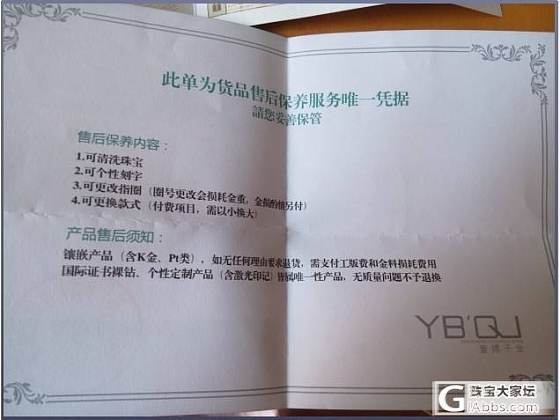 此单为货品售后保养服务唯一凭据
請您妥善保管
售后保养内容：
1.可清洗珠宝
2.可个性刻字
3.可更改指圈（圈号更改会损耗金重，金损酌情另付）
4.可更换款式（付费项目，需以小换大）
产品售后须知：
镶嵌产品（含K金、Pt类），如无任何理由要求退货，需支付工版费和金料损耗费用
国际证书裸钻、个性定制产品（含激光印记）皆属唯一性产品，无质量问题不予退换
YB'QJ
珠宝大家坛
GIAbbs.com